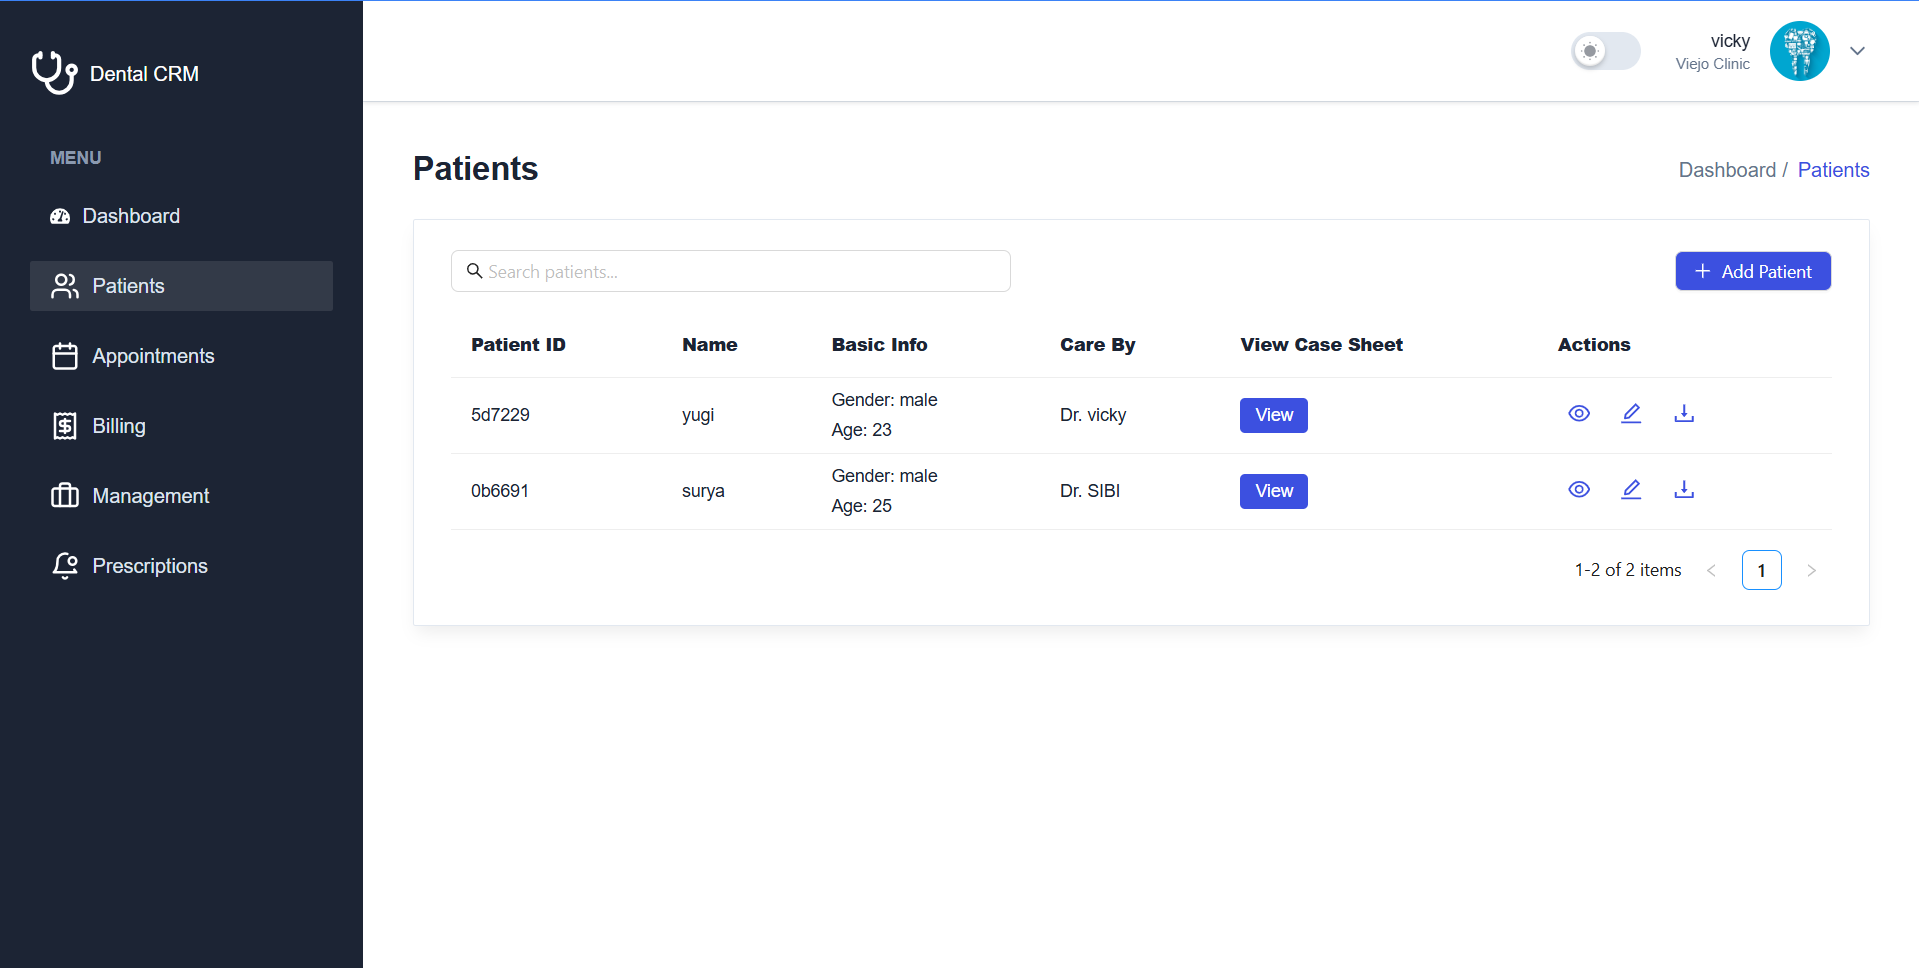 Dental CRM
MENU
Dashboard
Patients
Appointments
Billing
Management
Prescriptions
vicky
Viejo Clinic
Patients
Dashboard / Patients
Search patients...
Add Patient
Patient ID Name Basic Info Care By View Case Sheet Actions
5d7229 yugi Gender: male Dr. vicky View
Age: 23
0b6691 surya Gender: male Dr. SIBI View
Age: 25
1-2 of 2 items < 1 >